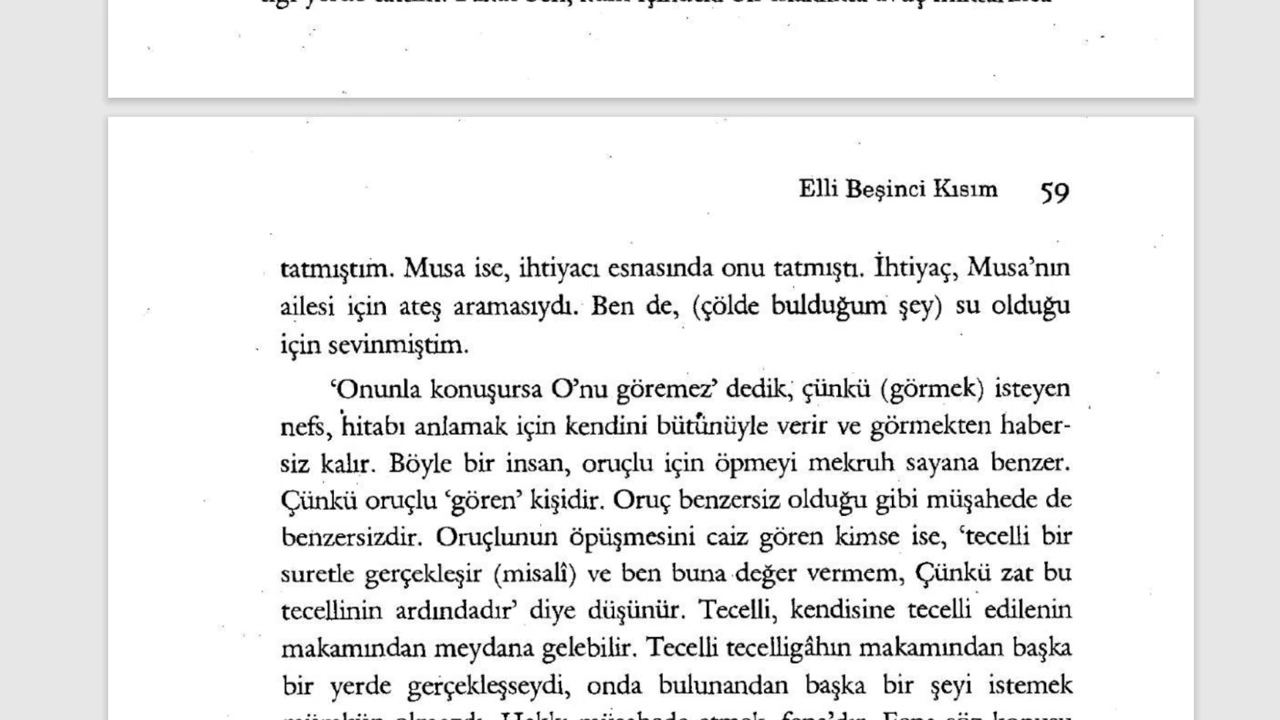 Elli Beşinci Kısım 59
tatmıştım. Musa ise, ihtiyacı esnasında onu tatmıştı. İhtiyaç, Musa’nın
ailesi için ateş aramasıydı. Ben de, (çölde bulduğum şey) su olduğu
için sevinmiştim.
‘Onunla konuşursa O’nu göremez’ dedik, çünkü (görmek) isteyen
nefs, hitabı anlamak için kendini bütünüyle verir ve görmekten haber-
siz kalır. Böyle bir insan, oruçlu için öpmeyi mekruh sayana benzer.
Çünkü oruçlu ‘gören’ kişidir. Oruç benzersiz olduğu gibi müşahede de
benzersizdir. Oruçlunun öpüşmesini caiz gören kimse ise, ‘tecelli bir
suretle gerçekleşir (misalî) ve ben buna değer vermem, Çünkü zat bu
tecellinin ardındadır’ diye düşünür. Tecelli, kendisine tecelli edilenin
makamından meydana gelebilir. Tecelli tecelligâhın makamından başka
bir yerde gerçekleşseydi, onda bulunandan başka bir şeyi istemek